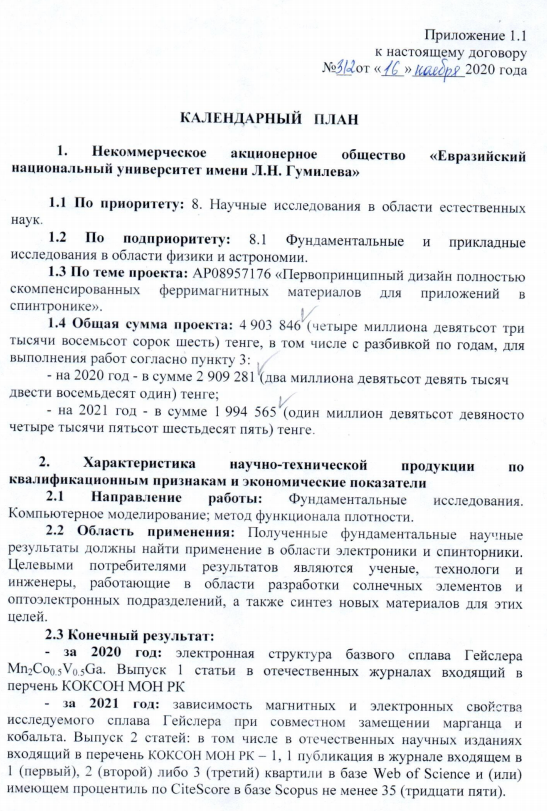 Приложение 1.1
к настоящему договору
№312от «16» ноября 2020 года
КАЛЕНДАРНЫЙ ПЛАН
1. Некоммерческое акционерное общество «Евразийский
национальный университет имени Л.Н. Гумилева»
1.1 По приоритету: 8. Научные исследования в области естественных
наук.
1.2 По подприоритету: 8.1 Фундаментальные и прикладные
исследования в области физики и астрономии.
1.3 По теме проекта: АР08957176 «Первопринципный дизайн полностью
скомпенсированных ферримагнитных материалов для приложений в
спинтронике».
1.4 Общая сумма проекта: 4 903 846 (четыре миллиона девятьсот три
тысячи восемьсот сорок шесть) тенге, в том числе с разбивкой по годам, для
выполнения работ согласно пункту 3:
- на 2020 год - в сумме 2 909 281 (два миллиона девятьсот девять тысяч
двести восемьдесят один) тенге;
- на 2021 год - в сумме 1 994 565 (один миллион девятьсот девяносто
четыре тысячи пятьсот шестьдесят пять) тенге.
2. Характеристика научно-технической продукции по
квалификационным признакам и экономические показатели
2.1 Направление работы: Фундаментальные исследования.
Компьютерное моделирование; метод функционала плотности.
2.2 Область применения: Полученные фундаментальные научные
результаты должны найти применение в области электроники и спинторники.
Целевыми потребителями результатов являются ученые, технологи и
инженеры, работающие в области разработки солнечных элементов и
оптоэлектронных подразделений, а также синтез новых материалов для этих
целей.
2.3 Конечный результат:
- за 2020 год: электронная структура базвого сплава Гейслера
Mn₂Co₀.₅V₀.₅Ga. Выпуск 1 статьи в отечественных журналах входящий в
перчень КОКСОН МОН РК
- за 2021 год: зависимость магнитных и электронных свойства
исследуемого сплава Гейслера при совместном замещении марганца и
кобальта. Выпуск 2 статей: в том числе в отечественных научных изданиях
входящий в перечень КОКСОН МОН РК – 1, 1 публикация в журнале входящем в
1 (первый), 2 (второй) либо 3 (третий) квартили в базе Web of Science и (или)
имеющем процентиль по CiteScore в базе Scopus не менее 35 (тридцати пяти).